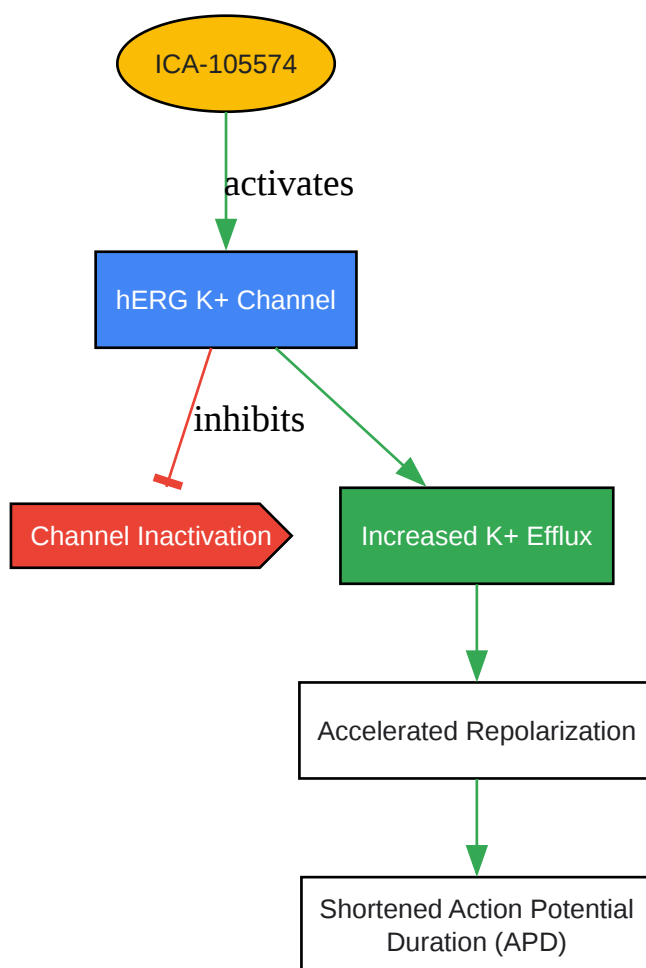 ICA-105574
activates
hERG K+ Channel
inhibits
Channel Inactivation
Increased K+ Efflux
Accelerated Repolarization
Shortened Action Potential
Duration (APD)